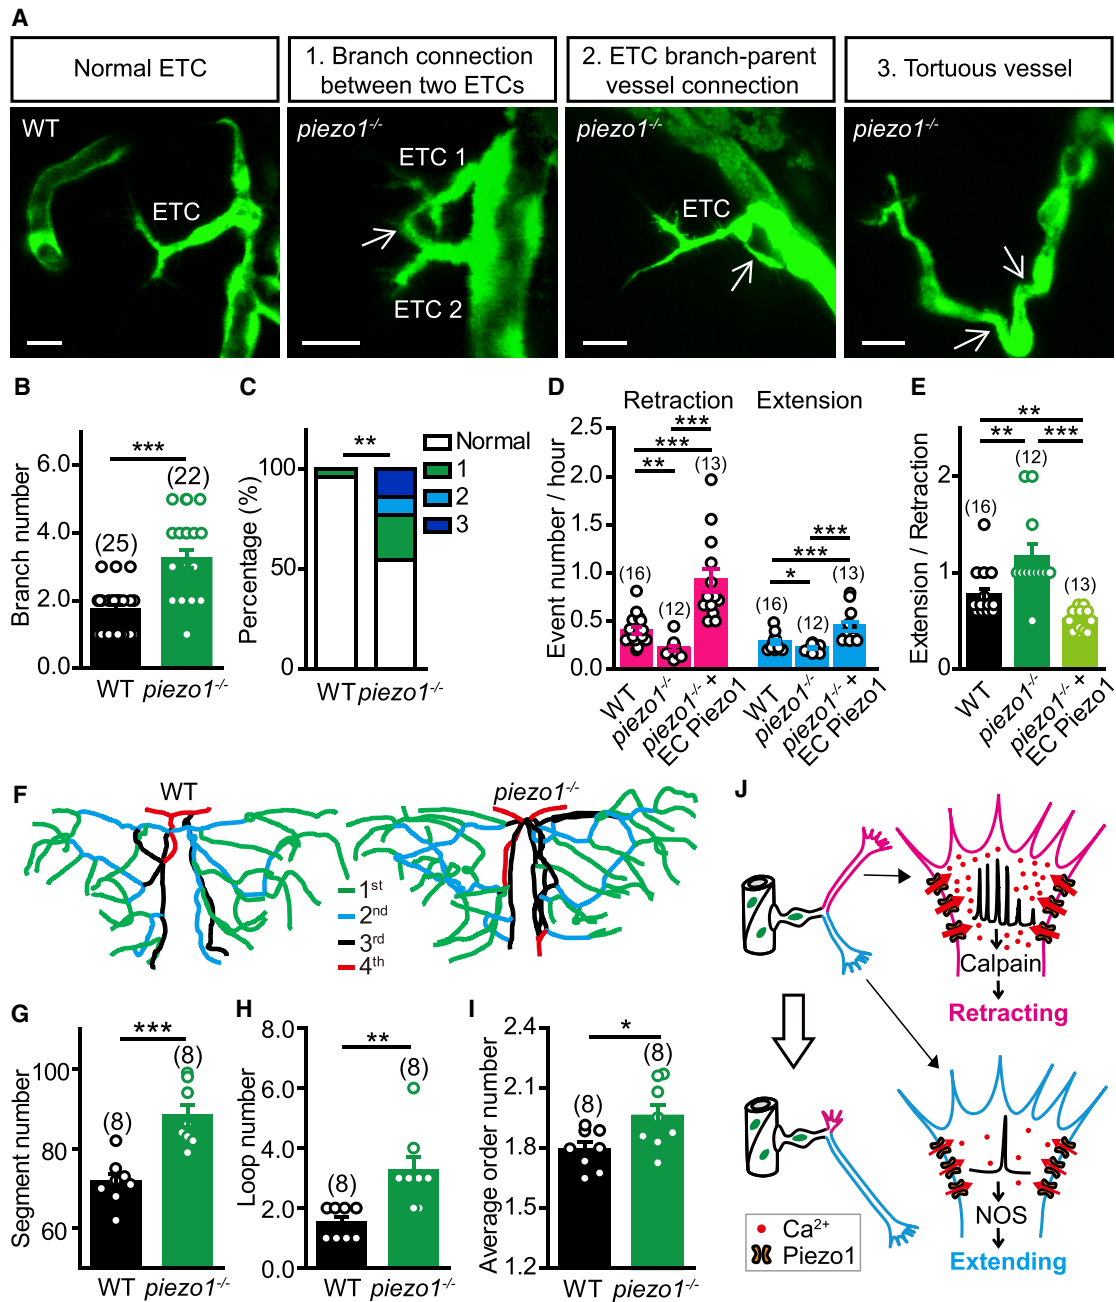 A
Normal ETC
1. Branch connection
between two ETCs
2. ETC branch-parent
vessel connection
3. Tortuous vessel
WT
ETC
piezo1-/-
ETC 1
ETC 2
piezo1-/-
ETC
piezo1-/-
B
Branch number
6.0
4.0
2.0
0.0
***
(25)
(22)
WT
piezo1-/-
C
Percentage (%)
100
50
0
**
WT
piezo1-/-
Normal
1
2
3
D
Retraction
Extension
Event number / hour
2.5
2.0
1.5
1.0
0.5
0.0
***
***
**
(16)
(12)
(13)
***
***
*
(16)
(12)
(13)
WT
piezo1-/-
piezo1-/- +
EC Piezo1
WT
piezo1-/-
piezo1-/- +
EC Piezo1
E
Extension / Retraction
2
1
0
**
**
***
(16)
(12)
(13)
WT
piezo1-/-
piezo1-/- +
EC Piezo1
F
WT
piezo1-/-
1st
2nd
3rd
4th
G
Segment number
100
80
60
***
(8)
(8)
WT
piezo1-/-
H
Loop number
8.0
6.0
4.0
2.0
0.0
**
(8)
(8)
WT
piezo1-/-
I
Average order number
2.4
2.1
1.8
1.5
1.2
*
(8)
(8)
WT
piezo1-/-
J
Calpain
Retracting
NOS
Extending
Ca2+
Piezo1